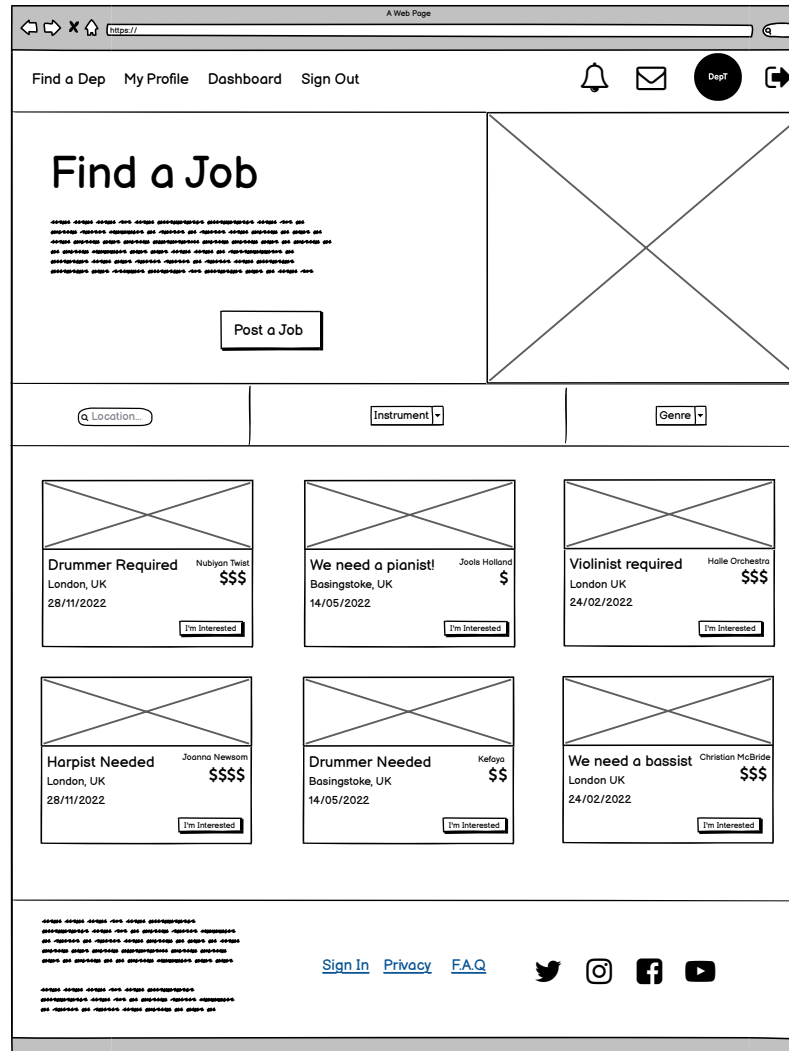 A Web Page
https://
Find a Dep My Profile Dashboard Sign Out
DepT
Find a Job
Post a Job
Location...
Instrument
Genre
Drummer Required Nubiyan Twist
London, UK $$$
28/11/2022
I'm Interested
We need a pianist! Jools Holland
Basingstoke, UK $
14/05/2022
I'm Interested
Violinist required Halle Orchestra
London UK $$$
24/02/2022
I'm Interested
Harpist Needed Joanna Newsom
London, UK $$$$
28/11/2022
I'm Interested
Drummer Needed Kefaya
Basingstoke, UK $$
14/05/2022
I'm Interested
We need a bassist Christian McBride
London UK $$$
24/02/2022
I'm Interested
Sign In Privacy F.A.Q